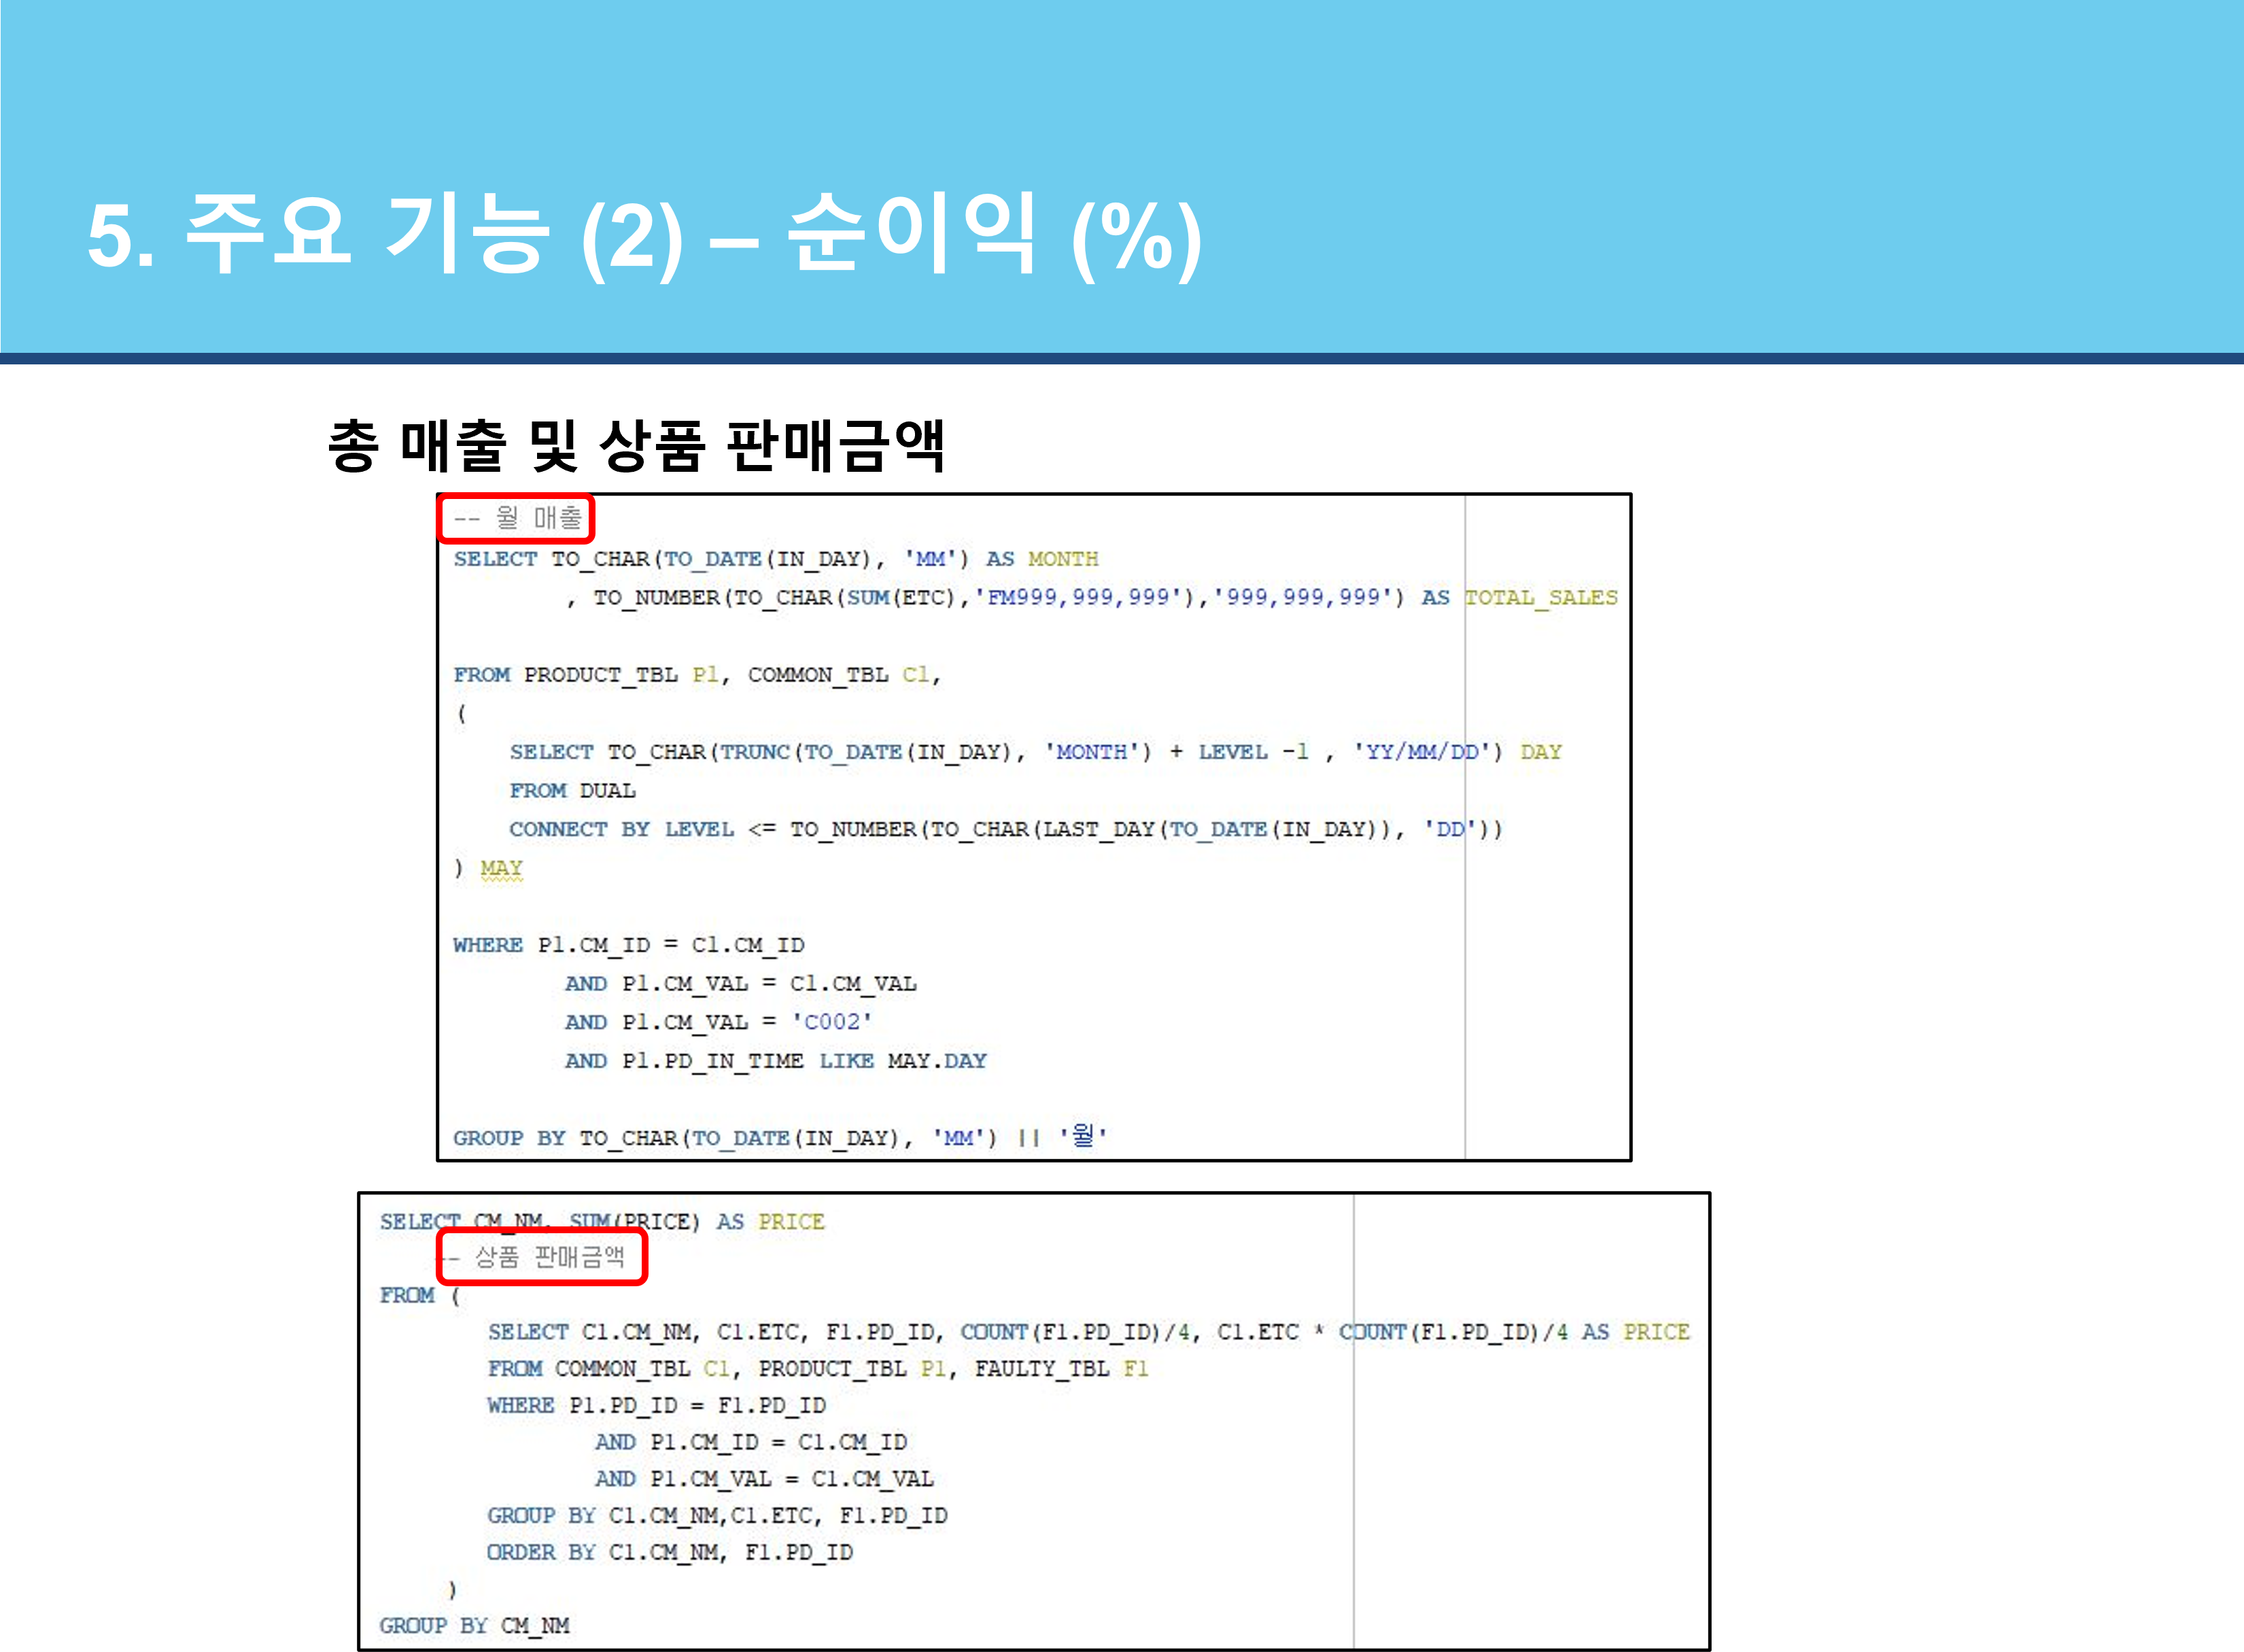 5. 주요 기능 (2) – 순이익 (%)
총 매출 및 상품 판매금액
-- 월 매출
SELECT TO_CHAR(TO_DATE(IN_DAY), 'MM') AS MONTH
, TO_NUMBER(TO_CHAR(SUM(ETC),'FM999,999,999'),'999,999,999') AS TOTAL_SALES
FROM PRODUCT_TBL P1, COMMON_TBL C1,
(
SELECT TO_CHAR(TRUNC(TO_DATE(IN_DAY), 'MONTH') + LEVEL -1 , 'YY/MM/DD') DAY
FROM DUAL
CONNECT BY LEVEL <= TO_NUMBER(TO_CHAR(LAST_DAY(TO_DATE(IN_DAY)), 'DD'))
) MAY
WHERE P1.CM_ID = C1.CM_ID
AND P1.CM_VAL = C1.CM_VAL
AND P1.CM_VAL = 'C002'
AND P1.PD_IN_TIME LIKE MAY.DAY
GROUP BY TO_CHAR(TO_DATE(IN_DAY), 'MM') || '월'
SELECT CM_NM, SUM(PRICE) AS PRICE
-- 상품 판매금액
FROM (
SELECT C1.CM_NM, C1.ETC, F1.PD_ID, COUNT(F1.PD_ID)/4, C1.ETC * COUNT(F1.PD_ID)/4 AS PRICE
FROM COMMON_TBL C1, PRODUCT_TBL P1, FAULTY_TBL F1
WHERE P1.PD_ID = F1.PD_ID
AND P1.CM_ID = C1.CM_ID
AND P1.CM_VAL = C1.CM_VAL
GROUP BY C1.CM_NM,C1.ETC, F1.PD_ID
ORDER BY C1.CM_NM, F1.PD_ID
)
GROUP BY CM_NM